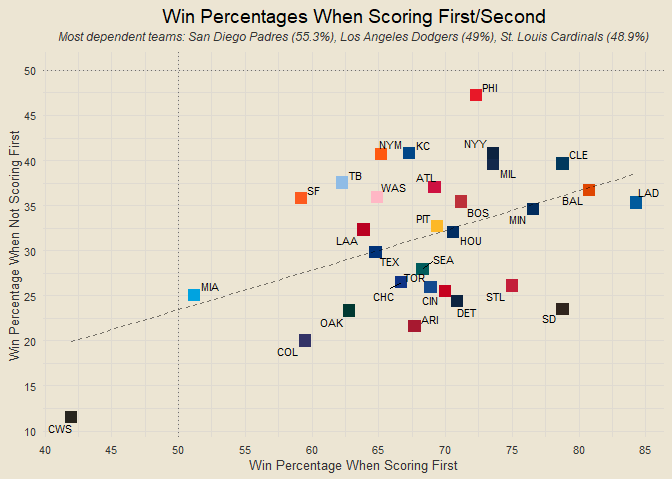 Win Percentages When Scoring First/Second
Most dependent teams: San Diego Padres (55.3%), Los Angeles Dodgers (49%), St. Louis Cardinals (48.9%)
Win Percentage When Not Scoring First
50
45
40
35
30
25
20
15
10
PHI
NYM
KC
NYY
CLE
MIL
TB
ATL
WAS
SF
BAL
LAD
BOS
MIN
PIT
HOU
LAA
TEX
SEA
TOR
CHC
MIA
CIN
STL
DET
OAK
ARI
SD
COL
CWS
40
45
50
55
60
65
70
75
80
85
Win Percentage When Scoring First